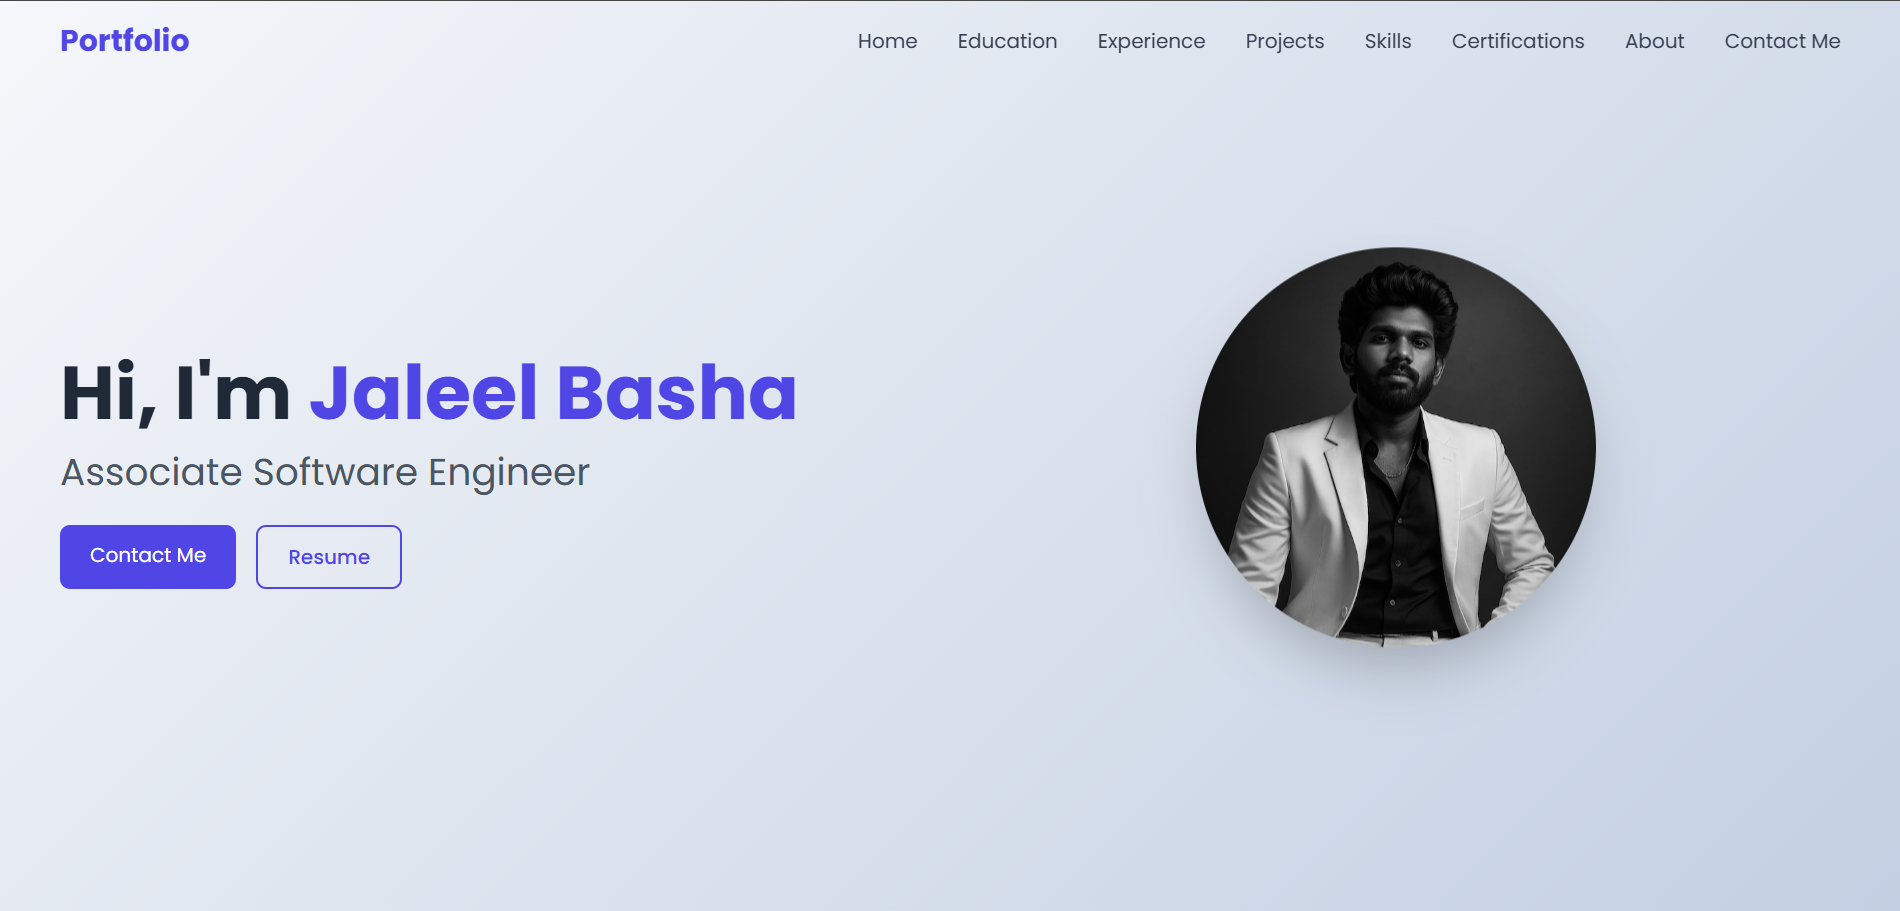 Portfolio
Home Education Experience Projects Skills Certifications About Contact Me
Hi, I'm Jaleel Basha
Associate Software Engineer
Contact Me Resume